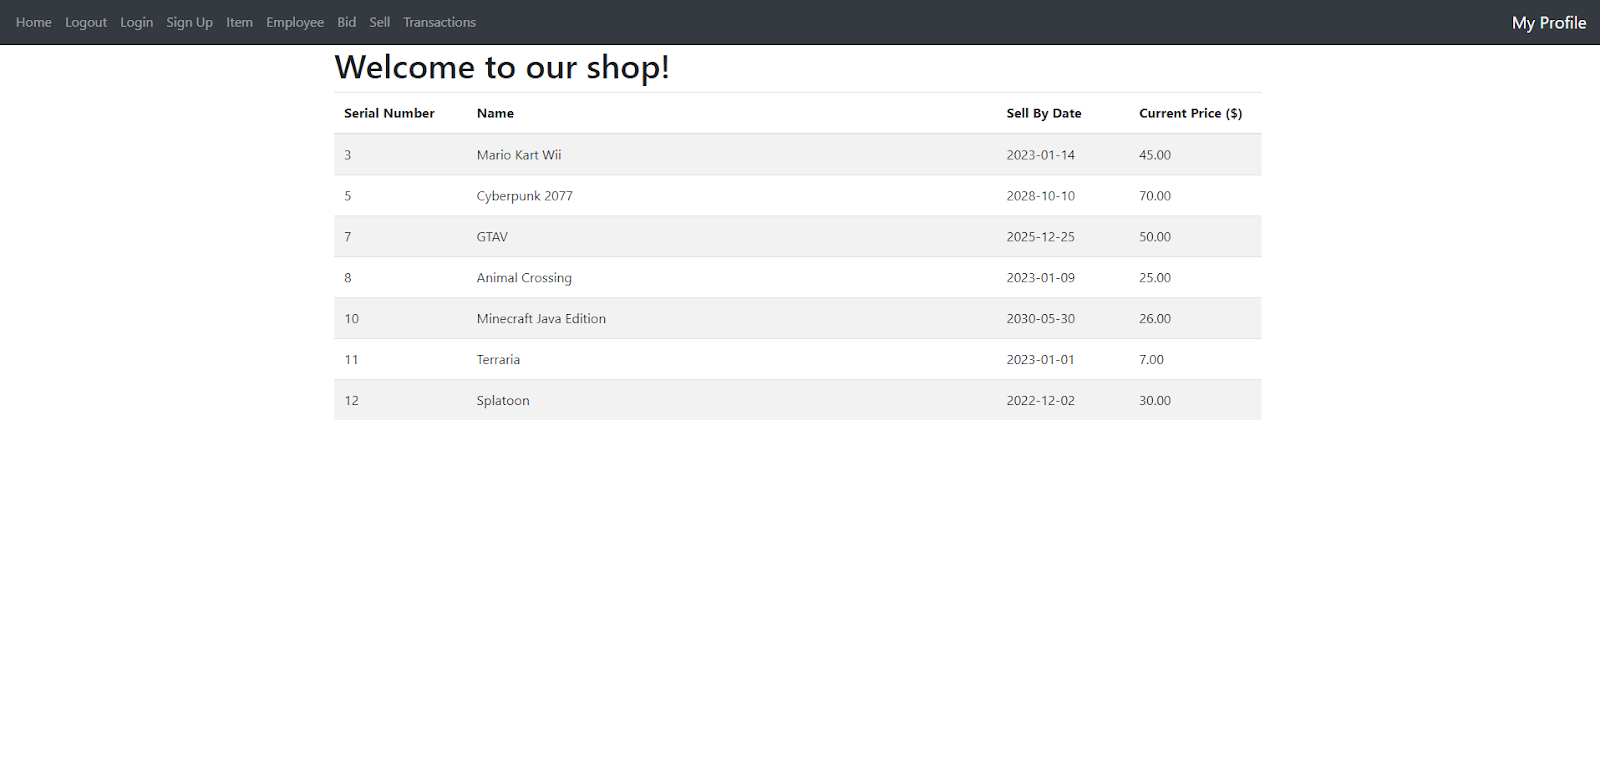 Home Logout Login Sign Up Item Employee Bid Sell Transactions My Profile
Welcome to our shop!
Serial Number Name Sell By Date Current Price ($)
3 Mario Kart Wii 2023-01-14 45.00
5 Cyberpunk 2077 2028-10-10 70.00
7 GTAV 2025-12-25 50.00
8 Animal Crossing 2023-01-09 25.00
10 Minecraft Java Edition 2030-05-30 26.00
11 Terraria 2023-01-01 7.00
12 Splatoon 2022-12-02 30.00